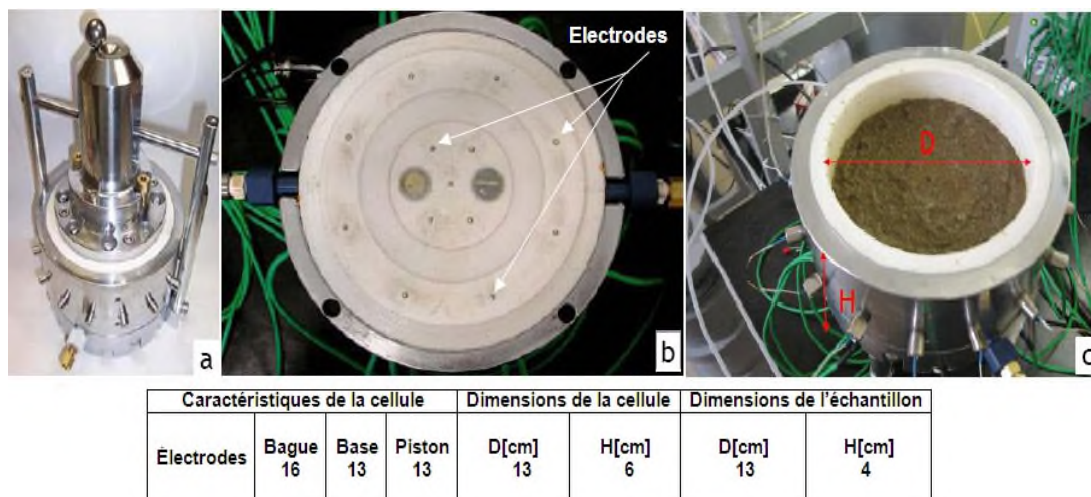 Electrodes
D
H
a
b
c
Caractéristiques de la cellule Dimensions de la cellule Dimensions de l'échantillon
Électrodes Bague Base Piston D[cm] H[cm] D[cm] H[cm]
16 13 13 13 6 13 4